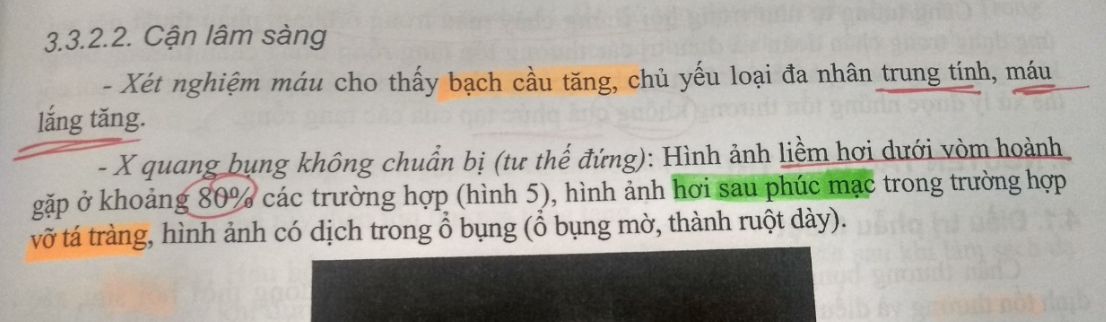 3.3.2.2. Cận lâm sàng
- Xét nghiệm máu cho thấy bạch cầu tăng, chủ yếu loại đa nhân trung tính, máu
lắng tăng.
- X quang bụng không chuẩn bị (tư thế đứng): Hình ảnh liềm hơi dưới vòm hoành
gặp ở khoảng 80% các trường hợp (hình 5), hình ảnh hơi sau phúc mạc trong trường hợp
vỡ tá tràng, hình ảnh có dịch trong ổ bụng (ổ bụng mờ, thành ruột dày).